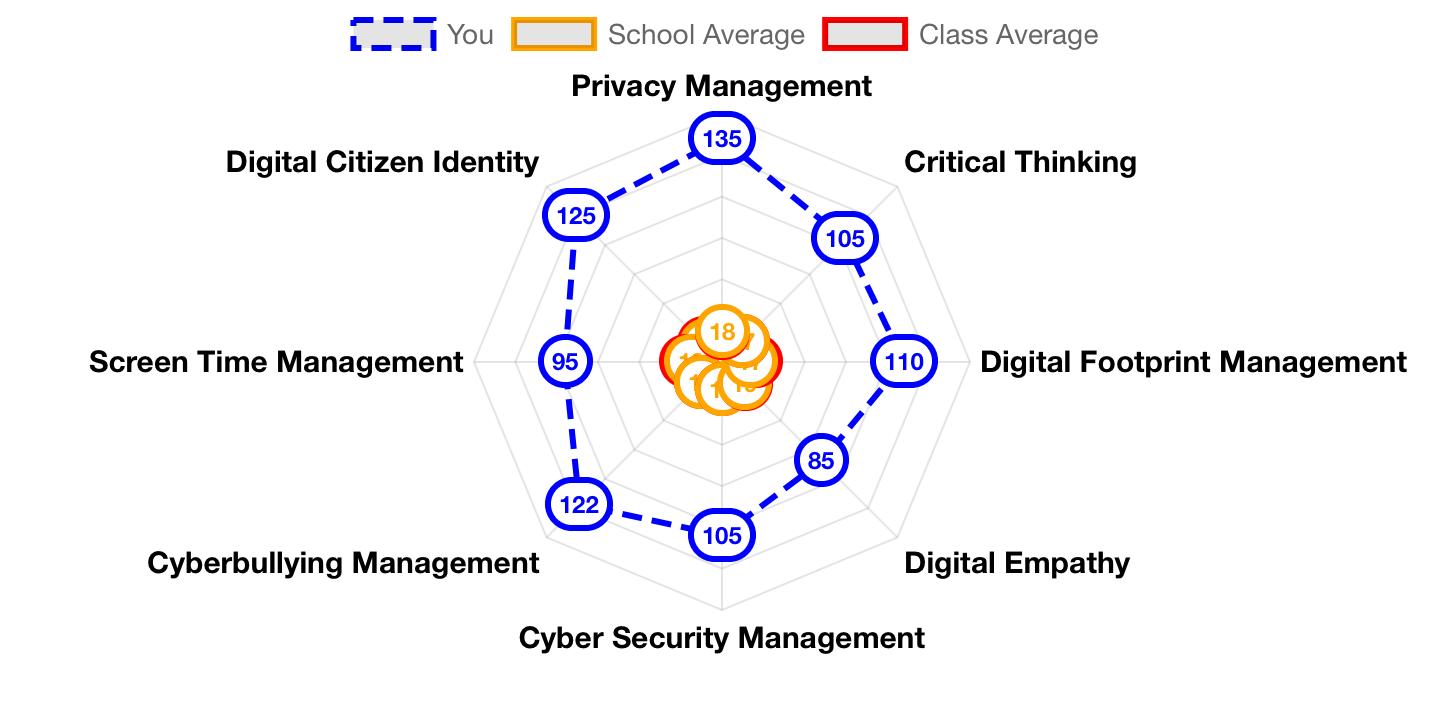 You School Average Class Average
Privacy Management
135
Digital Citizen Identity Critical Thinking
125
105
18
Screen Time Management 95 110 Digital Footprint Management
85
122
105
Cyberbullying Management Digital Empathy
Cyber Security Management